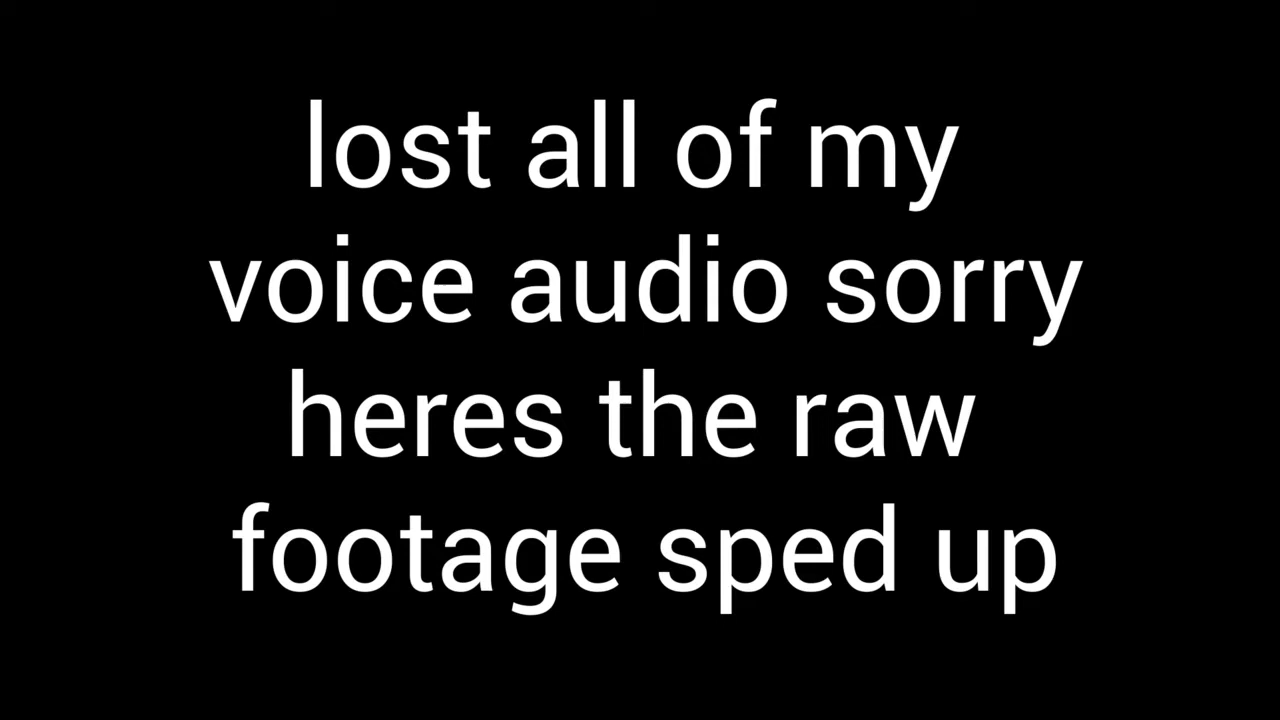 lost all of my
voice audio sorry
heres the raw
footage sped up